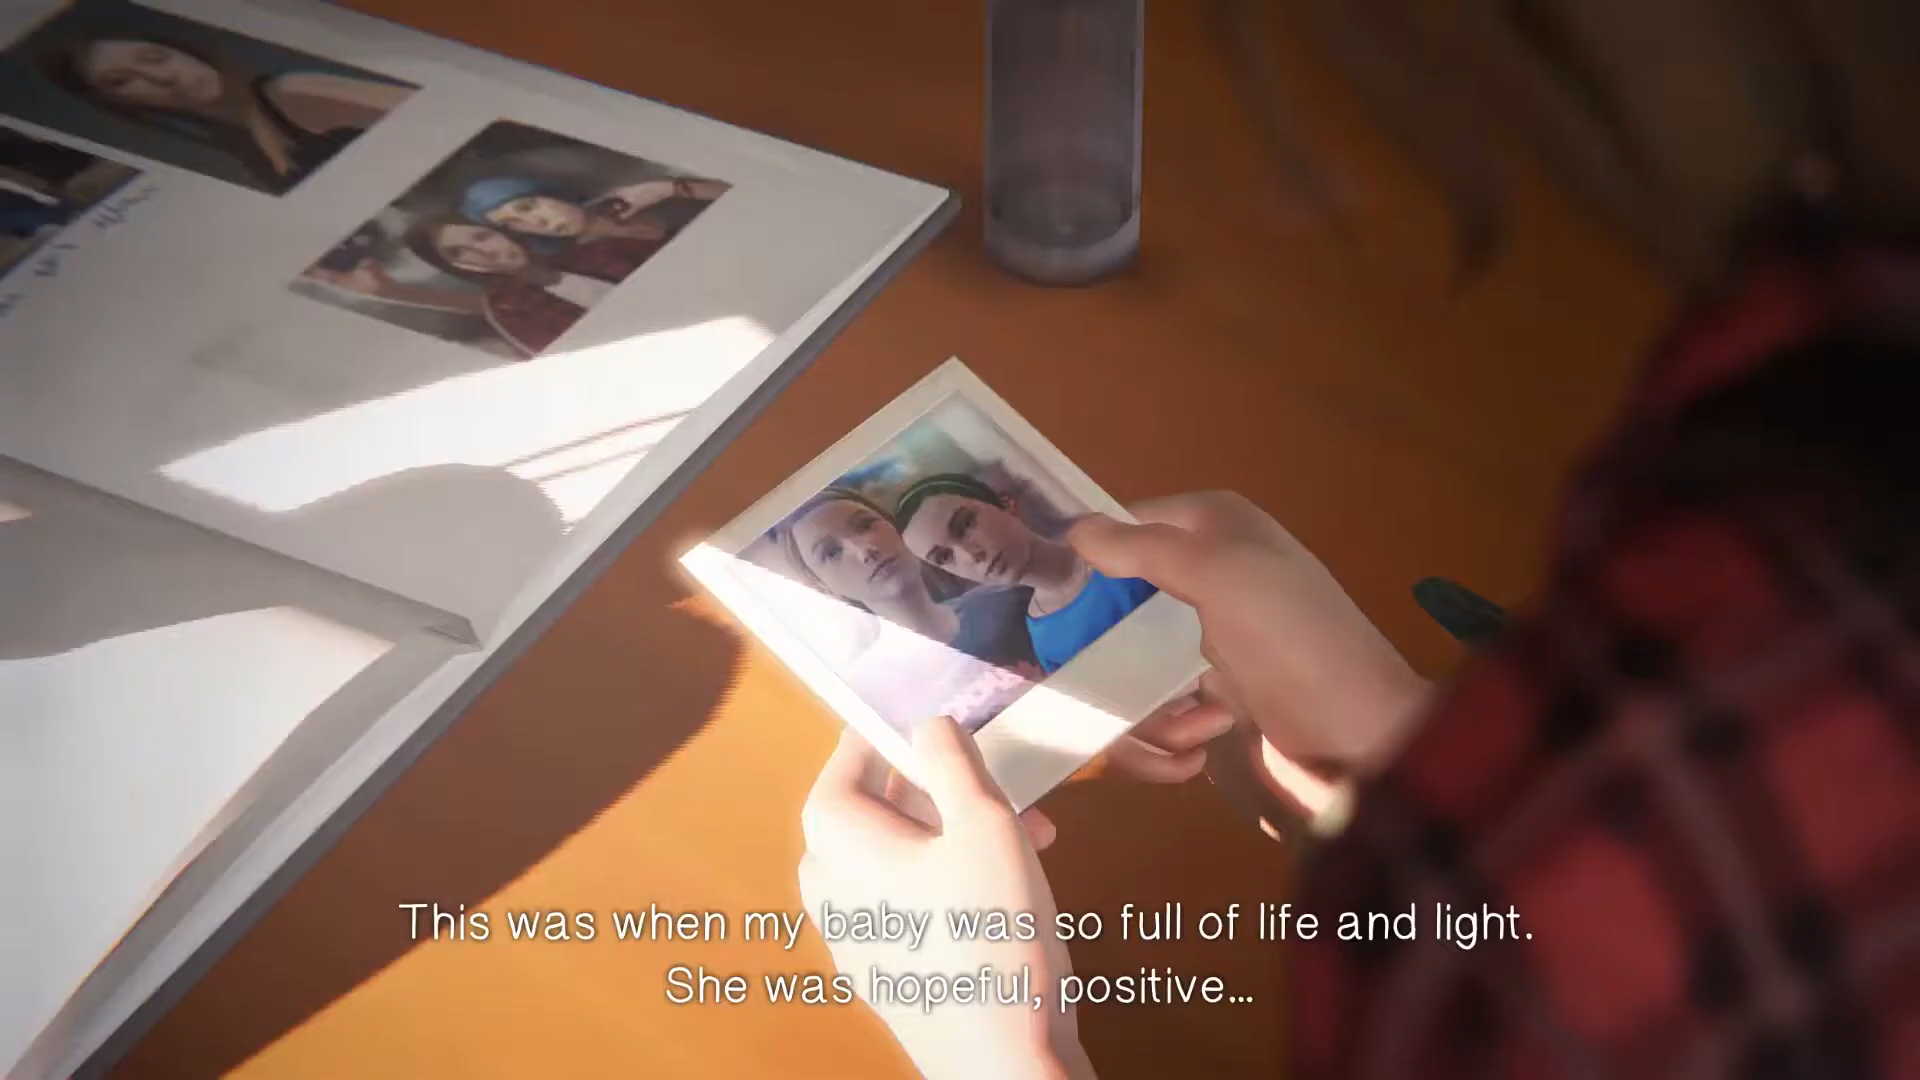 This was when my baby was so full of life and light.
She was hopeful, positive...